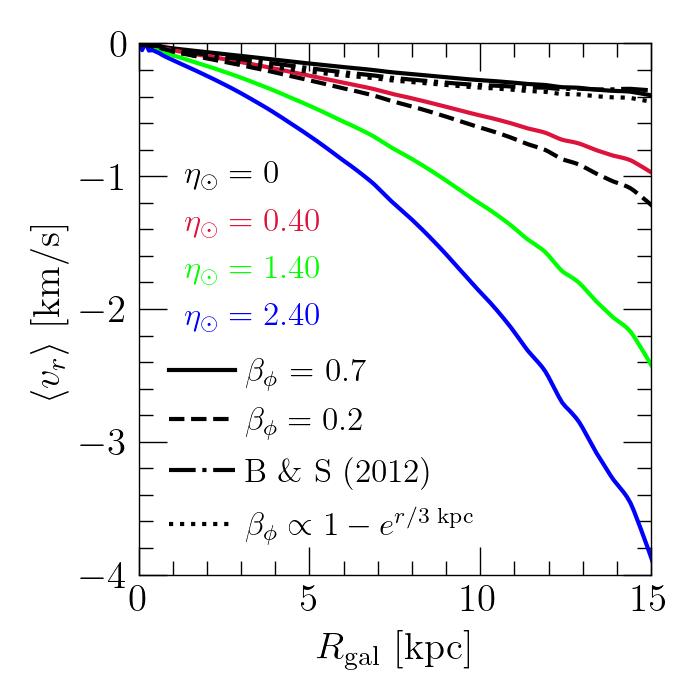 0
−1
−2
−3
−4
⟨v_r⟩ [km/s]
η_⊙ = 0
η_⊙ = 0.40
η_⊙ = 1.40
η_⊙ = 2.40
β_ϕ = 0.7
β_ϕ = 0.2
B & S (2012)
β_ϕ ∝ 1 − e^{r/3 kpc}
0 5 10 15
R_gal [kpc]